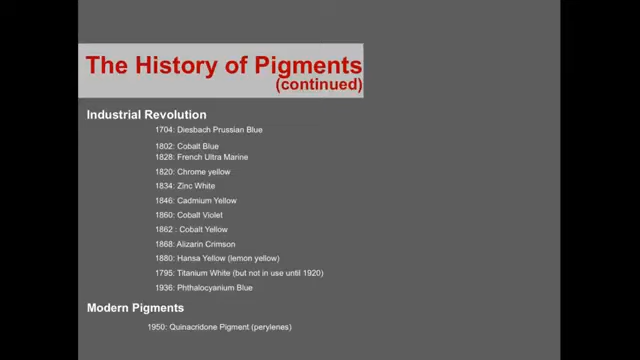 The History of Pigments
(continued)
Industrial Revolution
1704: Diesbach Prussian Blue
1802: Cobalt Blue
1828: French Ultra Marine
1820: Chrome yellow
1834: Zinc White
1846: Cadmium Yellow
1860: Cobalt Violet
1862 : Cobalt Yellow
1868: Alizarin Crimson
1880: Hansa Yellow (lemon yellow)
1795: Titanium White (but not in use until 1920)
1936: Phthalocyanium Blue
Modern Pigments
1950: Quinacridone Pigment (perylenes)